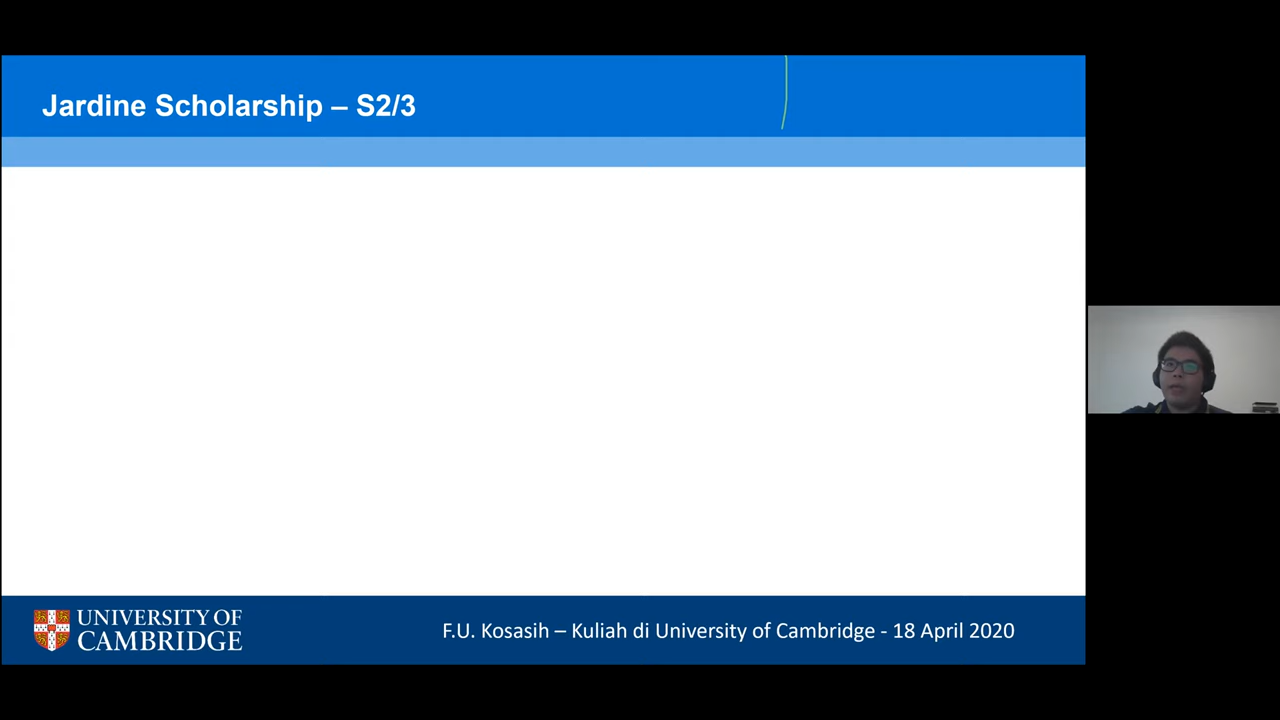 Jardine Scholarship – S2/3
UNIVERSITY OF
CAMBRIDGE
F.U. Kosasih – Kuliah di University of Cambridge - 18 April 2020